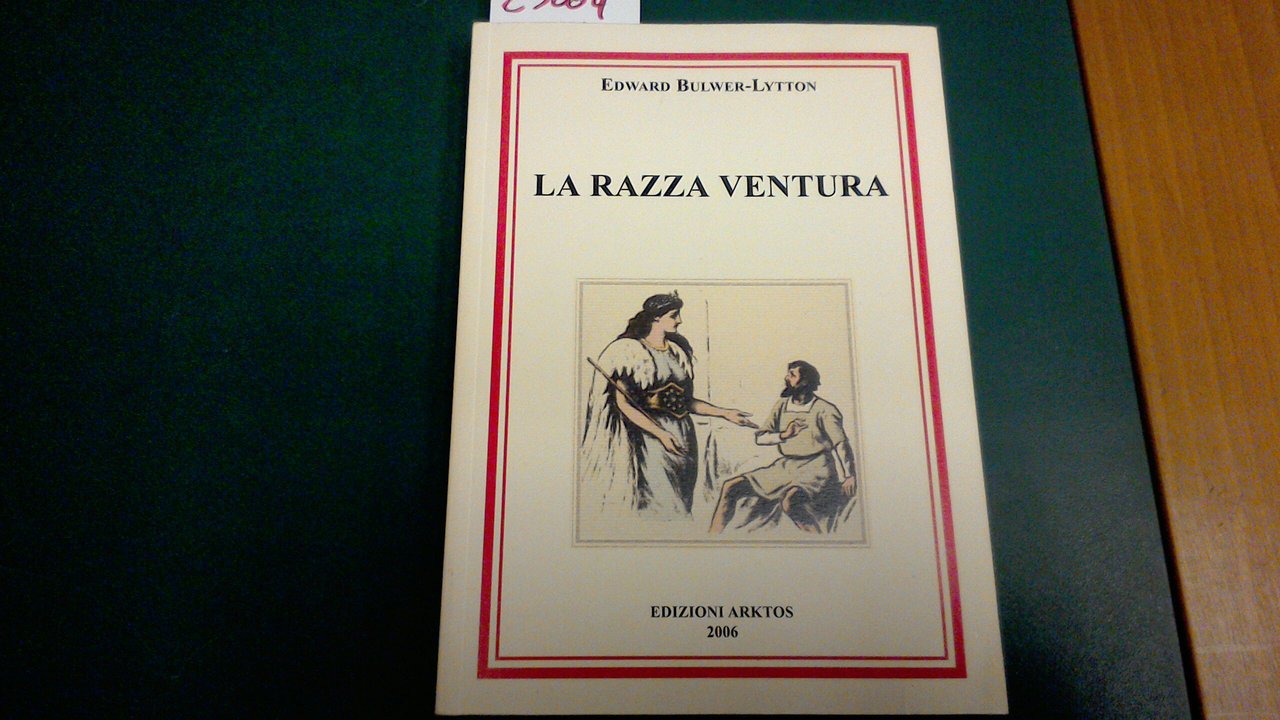 Edward Bulwer-Lytton
LA RAZZA VENTURA
EDIZIONI ARKTOS
2006